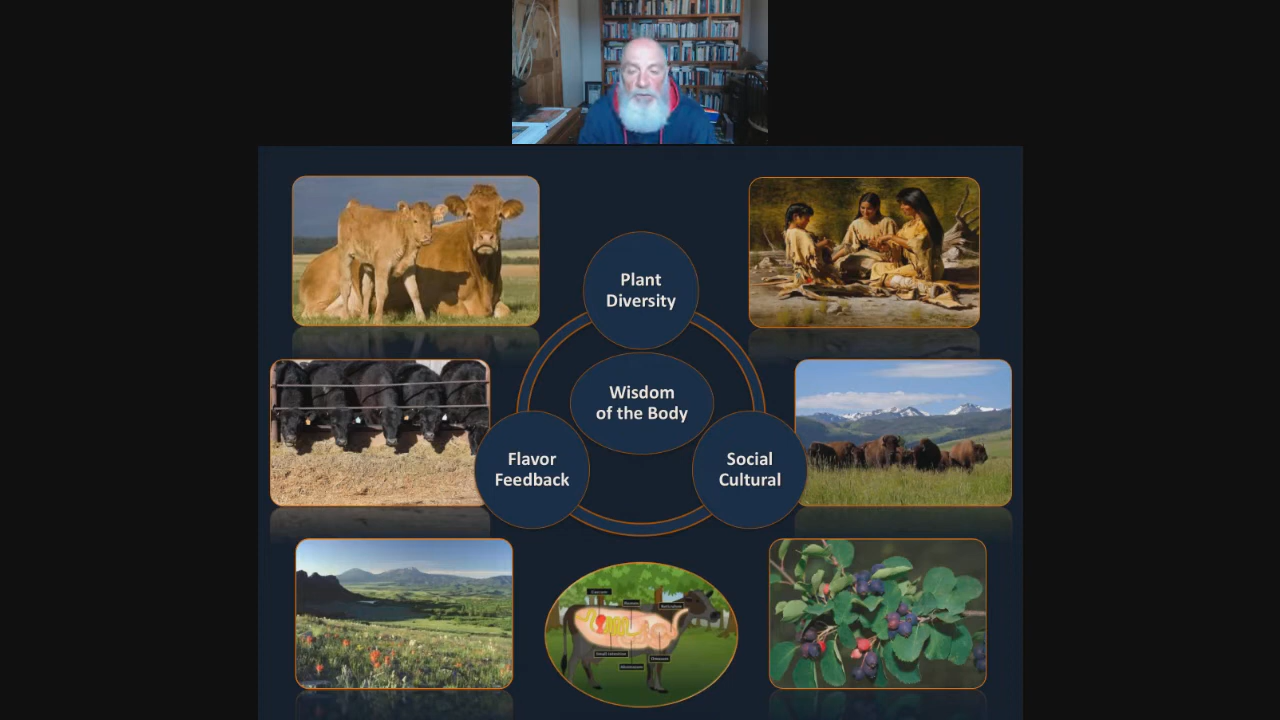 Plant
Diversity
Wisdom
of the Body
Flavor
Feedback
Social
Cultural